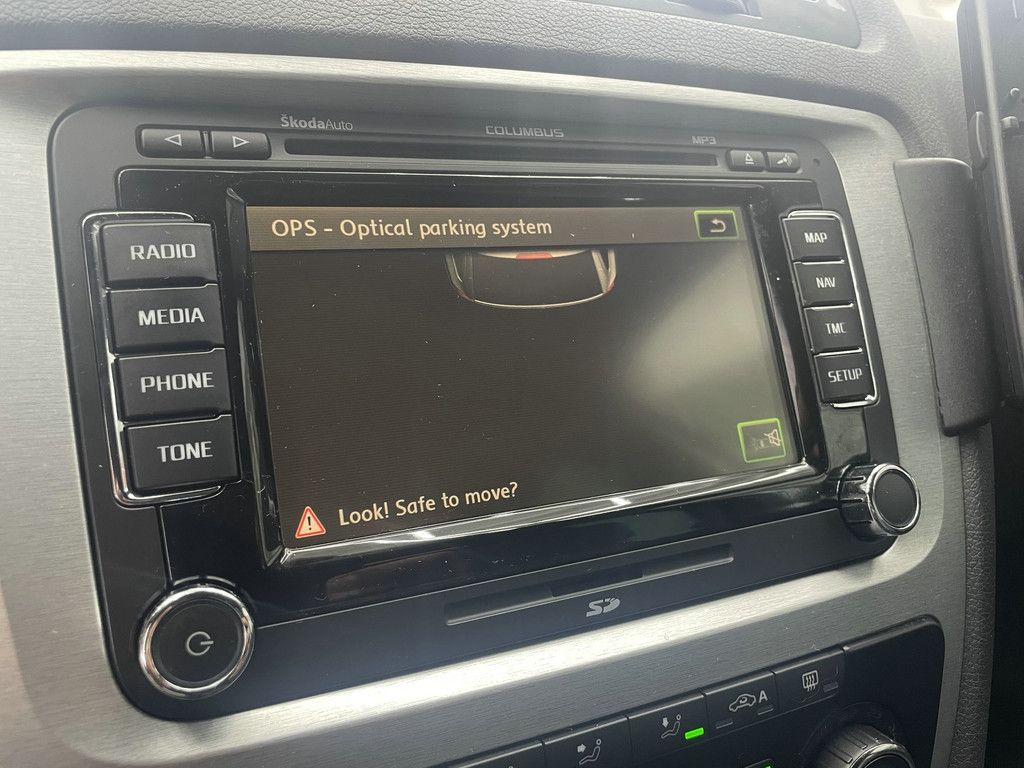 ŠkodaAuto
COLUMBUS
MP3
OPS - Optical parking system
RADIO
MEDIA
PHONE
TONE
MAP
NAV
TMC
SETUP
Look! Safe to move?
SD
A